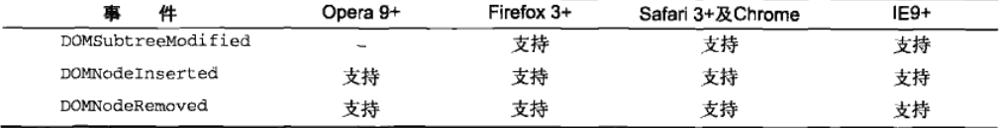 事 件 Opera 9+ Firefox 3+ Safari 3+及Chrome IE9+
DOMSubtreeModified – 支持 支持 支持
DOMNodeInserted 支持 支持 支持 支持
DOMNodeRemoved 支持 支持 支持 支持